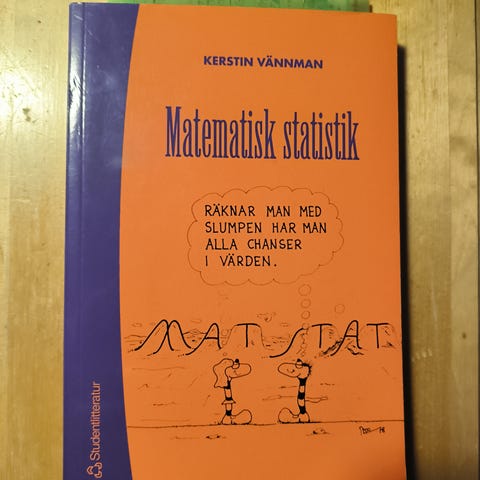 KERSTIN VÄNNMAN
Matematisk statistik
RÄKNAR MAN MED
SLUMPEN HAR MAN
ALLA CHANSER
I VÄRDEN.
MAT STAT
Studentlitteratur